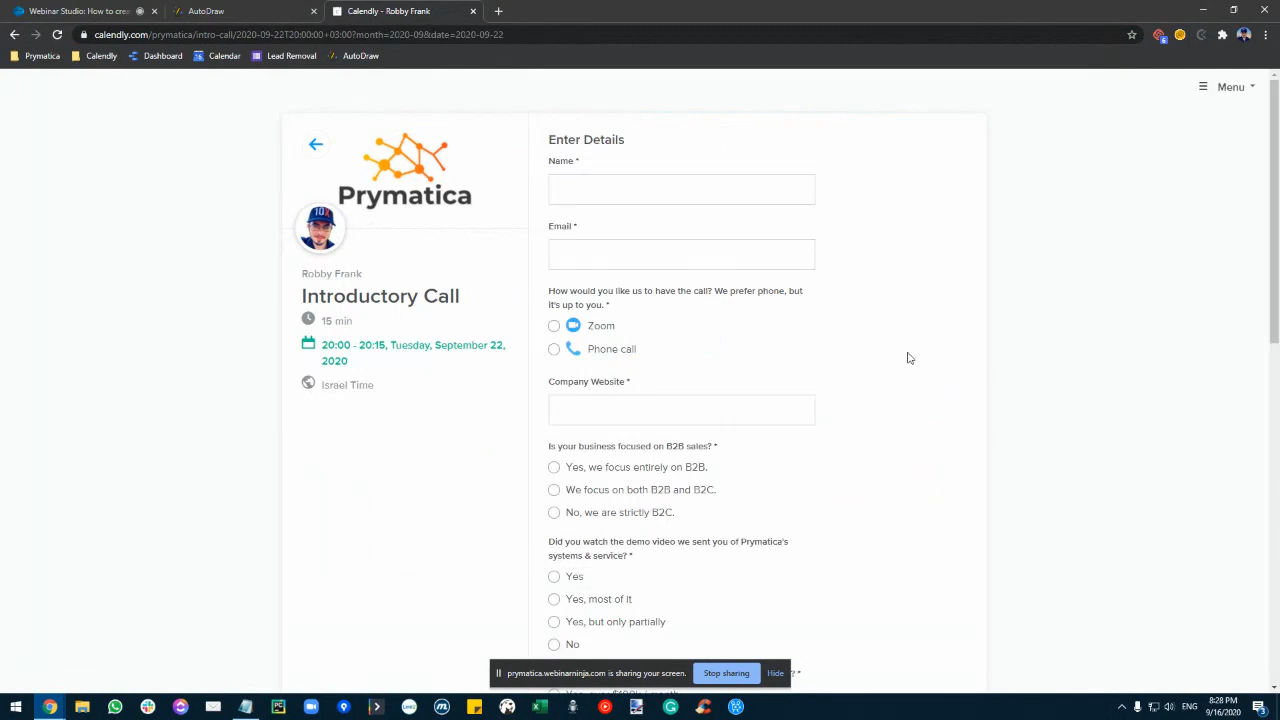 Webinar Studio: How to crea
AutoDraw
Calendly - Robby Frank
calendly.com/prymatica/intro-call/2020-09-22T20:00:00+03:00?month=2020-09&date=2020-09-22
Prymatica
Calendly
Dashboard
Calendar
Lead Removal
AutoDraw
Menu
Prymatica
10X
Robby Frank
Introductory Call
15 min
20:00 - 20:15, Tuesday, September 22,
2020
Israel Time
Enter Details
Name *
Email *
How would you like us to have the call? We prefer phone, but
it's up to you. *
Zoom
Phone call
Company Website *
Is your business focused on B2B sales? *
Yes, we focus entirely on B2B.
We focus on both B2B and B2C.
No, we are strictly B2C.
Did you watch the demo video we sent you of Prymatica's
systems & service? *
Yes
Yes, most of it
Yes, but only partially
No
prymatica.webinarninja.com is sharing your screen.
Stop sharing
Hide
? *
ENG
8:28 PM
9/16/2020